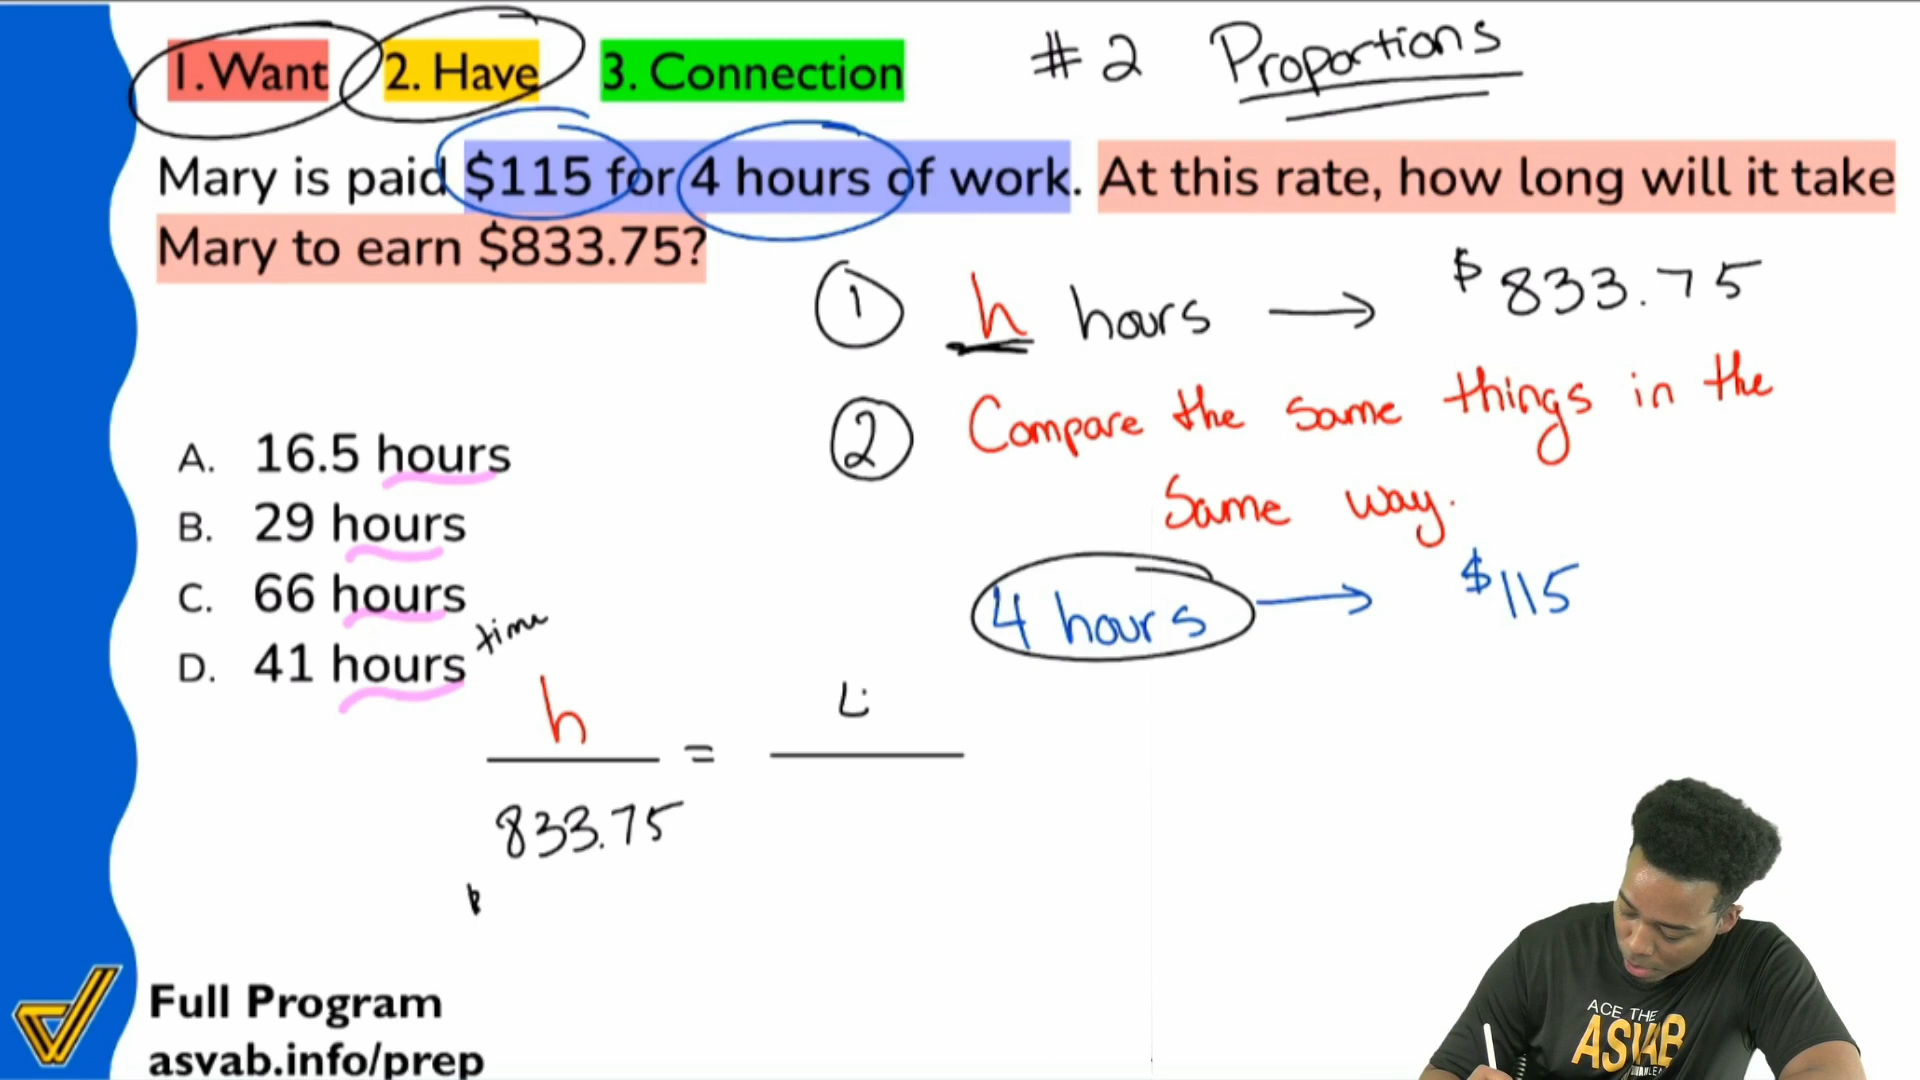 1. Want 2. Have 3. Connection #2 Proportions
Mary is paid $115 for 4 hours of work. At this rate, how long will it take
Mary to earn $833.75?
① h hours → $833.75
② Compare the same things in the
same way.
4 hours → $115
A. 16.5 hours
B. 29 hours
C. 66 hours
D. 41 hours
time
h =
833.75
Full Program
asvab.info/prep
ACE THE
ASVAB